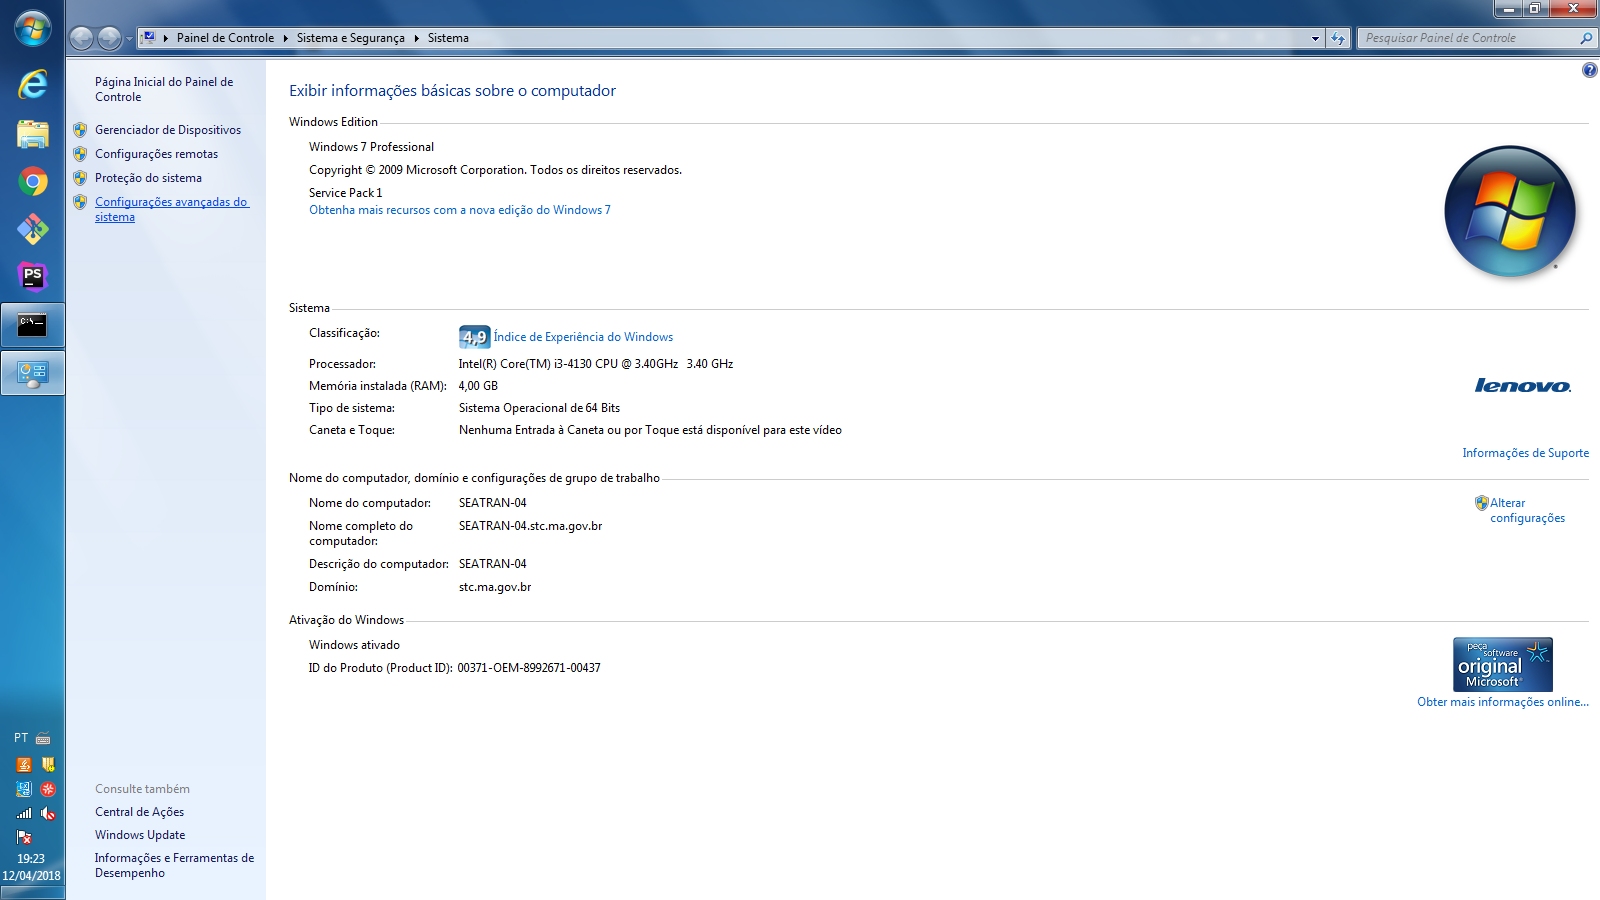 Painel de Controle
Sistema e Segurança
Sistema
Pesquisar Painel de Controle
Página Inicial do Painel de
Controle
Gerenciador de Dispositivos
Configurações remotas
Proteção do sistema
Configurações avançadas do
sistema
Exibir informações básicas sobre o computador
Windows Edition
Windows 7 Professional
Copyright © 2009 Microsoft Corporation. Todos os direitos reservados.
Service Pack 1
Obtenha mais recursos com a nova edição do Windows 7
Sistema
Classificação: 4,9 Índice de Experiência do Windows
Processador: Intel(R) Core(TM) i3-4130 CPU @ 3.40GHz 3.40 GHz
Memória instalada (RAM): 4,00 GB
Tipo de sistema: Sistema Operacional de 64 Bits
Caneta e Toque: Nenhuma Entrada à Caneta ou por Toque está disponível para este vídeo
lenovo.
Informações de Suporte
Nome do computador, domínio e configurações de grupo de trabalho
Nome do computador: SEATRAN-04
Nome completo do
computador: SEATRAN-04.stc.ma.gov.br
Descrição do computador: SEATRAN-04
Domínio: stc.ma.gov.br
Alterar
configurações
Ativação do Windows
Windows ativado
ID do Produto (Product ID): 00371-OEM-8992671-00437
peça
software
original
Microsoft
Obter mais informações online...
Consulte também
Central de Ações
Windows Update
Informações e Ferramentas de
Desempenho
PS
C:\
PT
19:23
12/04/2018